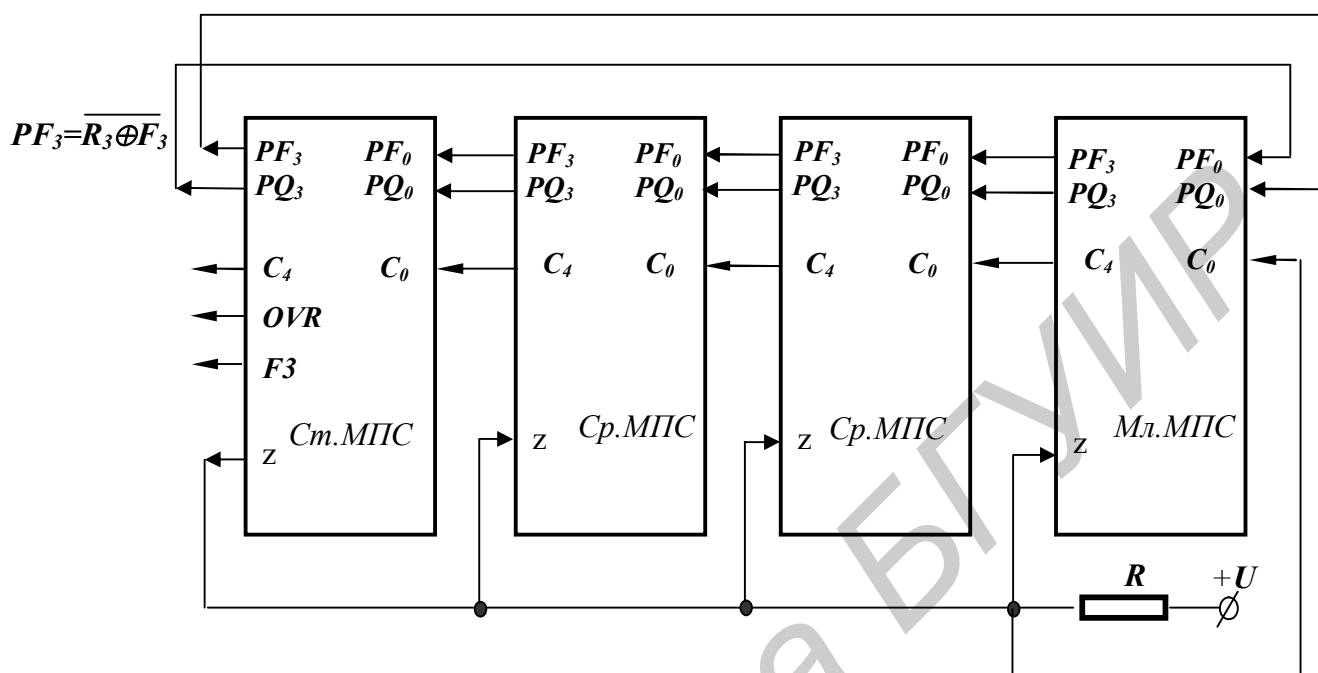 PF₃=R₃⊕F₃
PF₃ PF₀ PF₃ PF₀ PF₃ PF₀ PF₃ PF₀
PQ₃ PQ₀ PQ₃ PQ₀ PQ₃ PQ₀ PQ₃ PQ₀
C₄ C₀ C₄ C₀ C₄ C₀ C₄ C₀
OVR
F3
Ст.МПС Ср.МПС Ср.МПС Мл.МПС
z z z z
R +U
а БГУИР